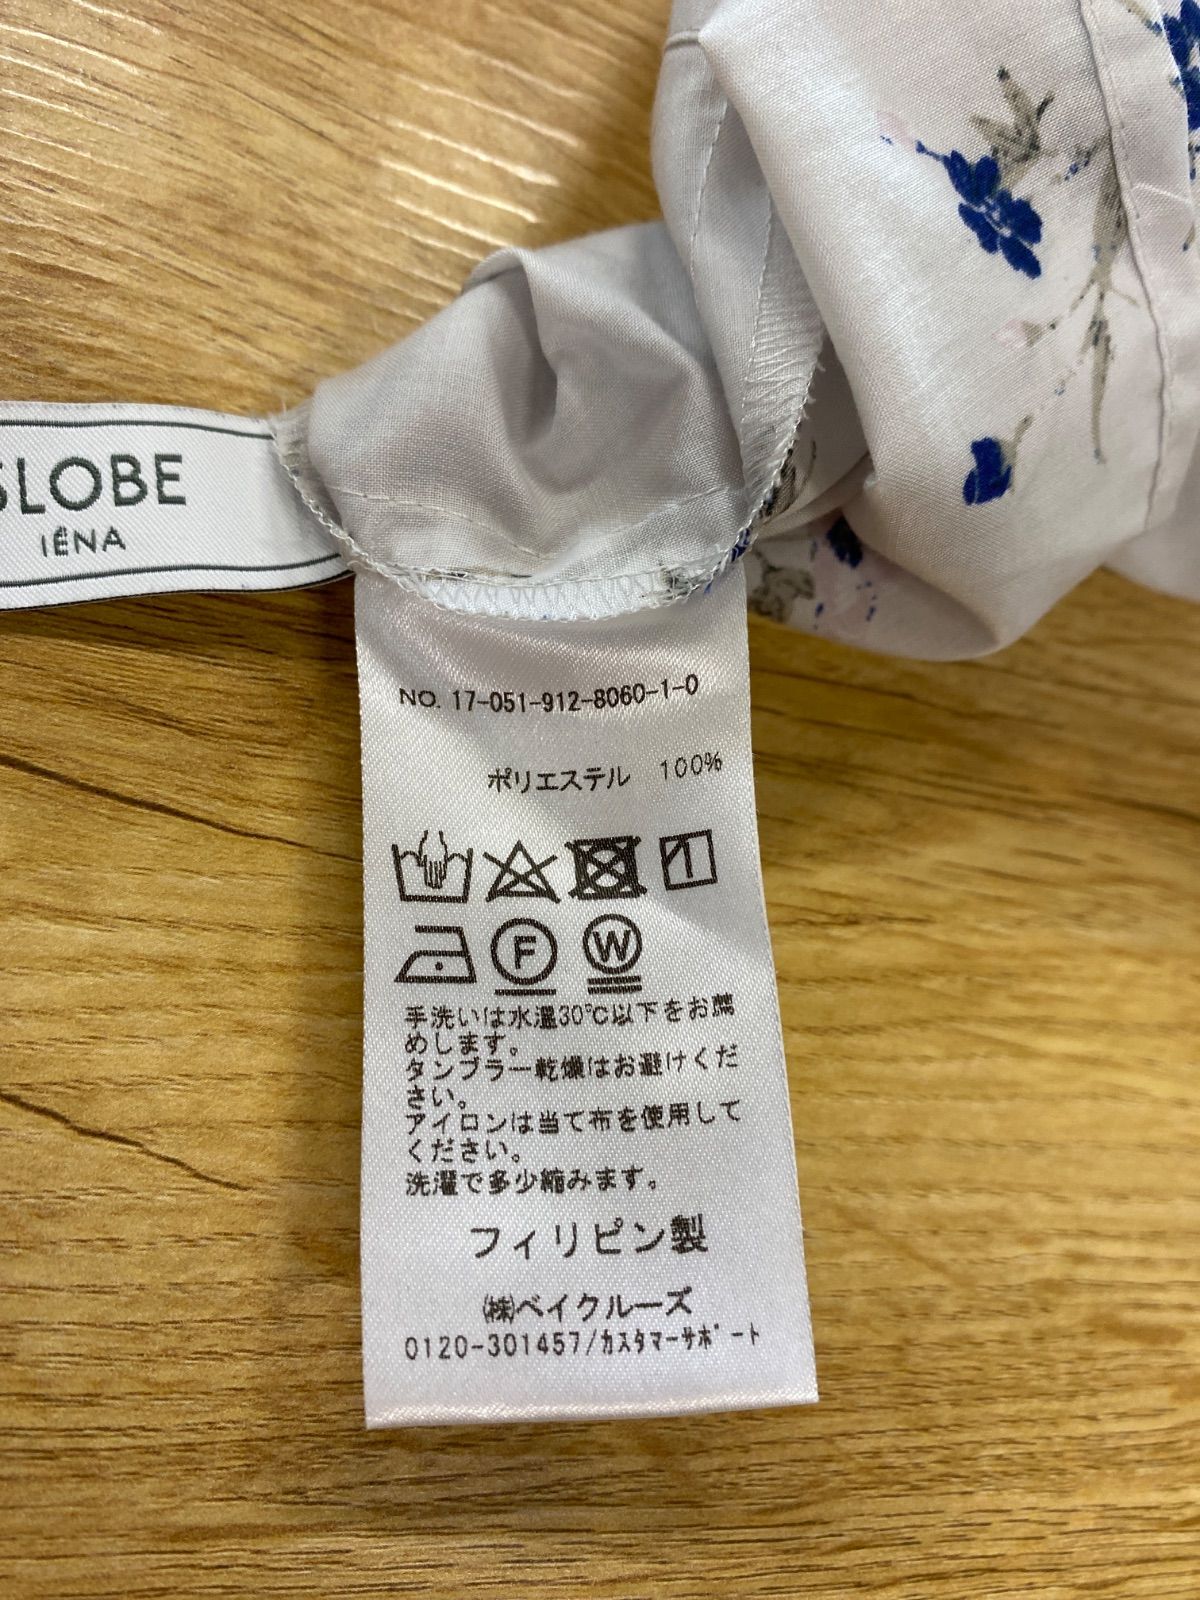 SLOBE
IÉNA
NO. 17-051-912-8060-1-0
ポリエステル 100%
F W
手洗いは水温30℃以下をお薦
めします。
タンブラー乾燥はお避けくだ
さい。
アイロンは当て布を使用して
ください。
洗濯で多少縮みます。
フィリピン製
㈱ベイクルーズ
0120-301457/ｶｽﾀﾏｰｻﾎﾟｰﾄ